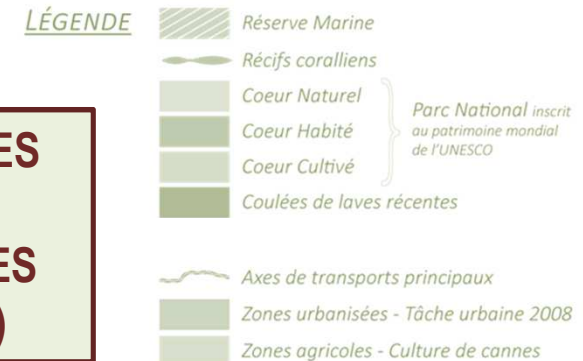 LÉGENDE
Réserve Marine
Récifs coralliens
Coeur Naturel
Coeur Habité
Coeur Cultivé
Parc National inscrit
au patrimoine mondial
de l'UNESCO
Coulées de laves récentes
Axes de transports principaux
Zones urbanisées - Tâche urbaine 2008
Zones agricoles - Culture de cannes
ES
ES
)